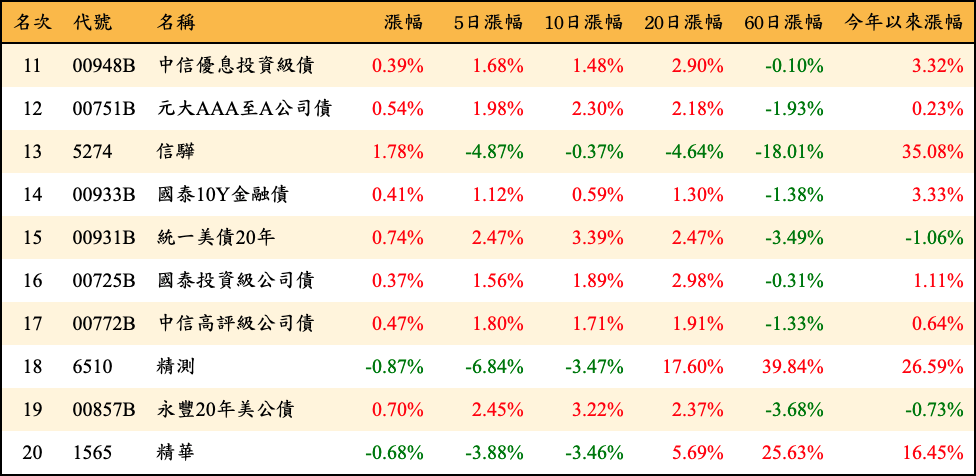 名次 代號 名稱 漲幅 5日漲幅 10日漲幅 20日漲幅 60日漲幅 今年以來漲幅
11 00948B 中信優息投資級債 0.39% 1.68% 1.48% 2.90% -0.10% 3.32%
12 00751B 元大AAA至A公司債 0.54% 1.98% 2.30% 2.18% -1.93% 0.23%
13 5274 信驊 1.78% -4.87% -0.37% -4.64% -18.01% 35.08%
14 00933B 國泰10Y金融債 0.41% 1.12% 0.59% 1.30% -1.38% 3.33%
15 00931B 統一美債20年 0.74% 2.47% 3.39% 2.47% -3.49% -1.06%
16 00725B 國泰投資級公司債 0.37% 1.56% 1.89% 2.98% -0.31% 1.11%
17 00772B 中信高評級公司債 0.47% 1.80% 1.71% 1.91% -1.33% 0.64%
18 6510 精測 -0.87% -6.84% -3.47% 17.60% 39.84% 26.59%
19 00857B 永豐20年美公債 0.70% 2.45% 3.22% 2.37% -3.68% -0.73%
20 1565 精華 -0.68% -3.88% -3.46% 5.69% 25.63% 16.45%